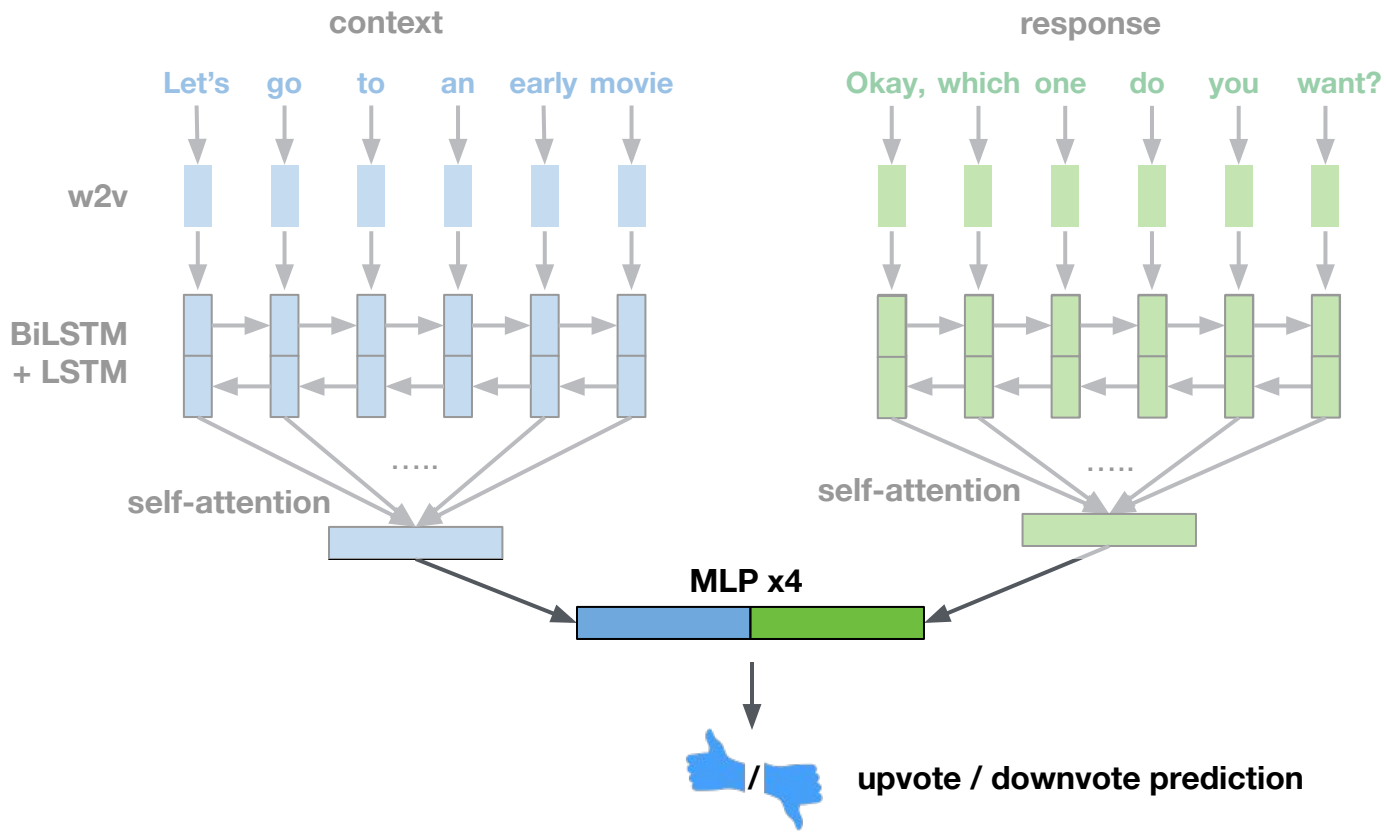 context
response
Let's go to an early movie
Okay, which one do you want?
w2v
BiLSTM
+ LSTM
.....
.....
self-attention
self-attention
MLP x4
/
upvote / downvote prediction